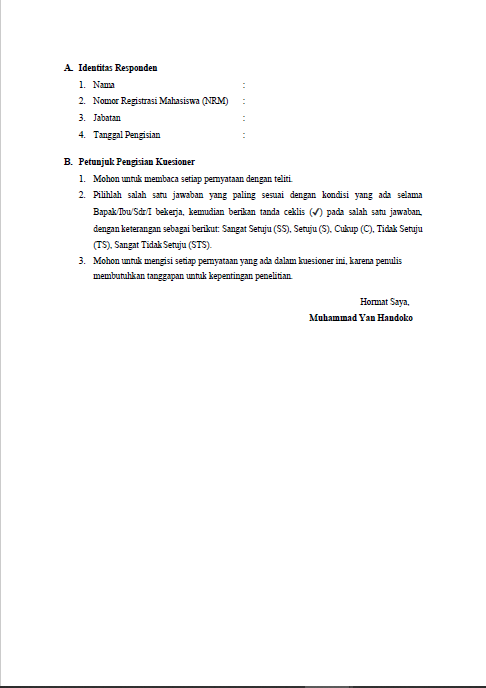 A. Identitas Responden
1. Nama :
2. Nomor Registrasi Mahasiswa (NRM) :
3. Jabatan :
4. Tanggal Pengisian :
B. Petunjuk Pengisian Kuesioner
1. Mohon untuk membaca setiap pernyataan dengan teliti.
2. Pilihlah salah satu jawaban yang paling sesuai dengan kondisi yang ada selama
Bapak/Ibu/Sdr/I bekerja, kemudian berikan tanda ceklis (✓) pada salah satu jawaban,
dengan keterangan sebagai berikut: Sangat Setuju (SS), Setuju (S), Cukup (C), Tidak Setuju
(TS), Sangat Tidak Setuju (STS).
3. Mohon untuk mengisi setiap pernyataan yang ada dalam kuesioner ini, karena penulis
membutuhkan tanggapan untuk kepentingan penelitian.
Hormat Saya,
Muhammad Yan Handoko